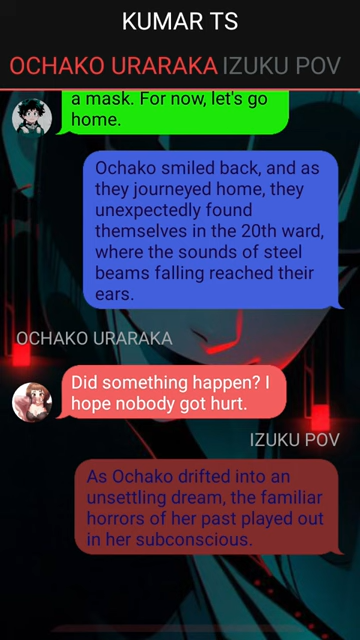 KUMAR TS
OCHAKO URARAKA IZUKU POV
a mask. For now, let's go
home.
Ochako smiled back, and as
they journeyed home, they
unexpectedly found
themselves in the 20th ward,
where the sounds of steel
beams falling reached their
ears.
OCHAKO URARAKA
Did something happen? I
hope nobody got hurt.
IZUKU POV
As Ochako drifted into an
unsettling dream, the familiar
horrors of her past played out
in her subconscious.